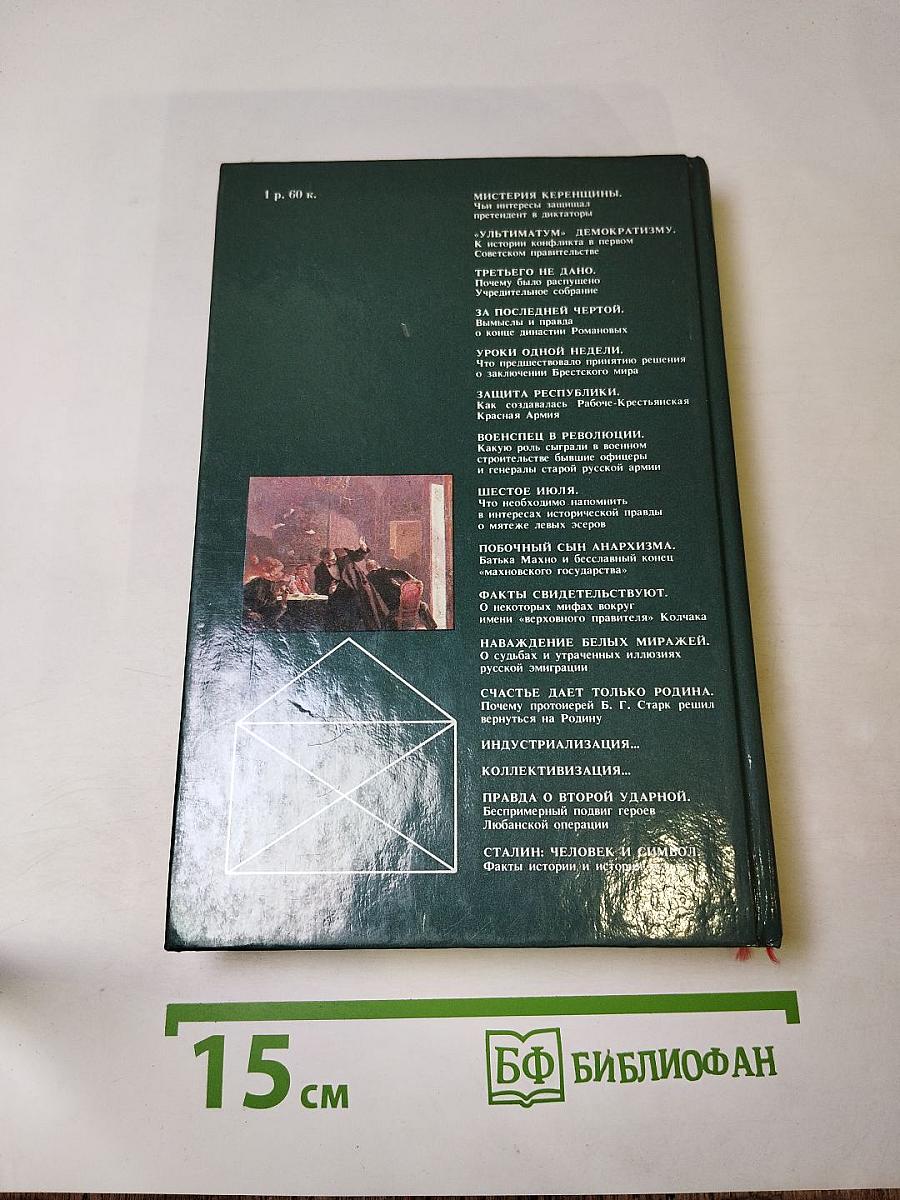 1 р. 60 к.
МИСТЕРИЯ КЕРЕНЩИНЫ.
Чьи интересы защищал
претендент в диктаторы
«УЛЬТИМАТУМ» ДЕМОКРАТИЗМУ.
К истории конфликта в первом
Советском правительстве
ТРЕТЬЕГО НЕ ДАНО.
Почему было распущено
Учредительное собрание
ЗА ПОСЛЕДНЕЙ ЧЕРТОЙ.
Вымыслы и правда
о конце династии Романовых
УРОКИ ОДНОЙ НЕДЕЛИ.
Что предшествовало принятию решения
о заключении Брестского мира
ЗАЩИТА РЕСПУБЛИКИ.
Как создавалась Рабоче-Крестьянская
Красная Армия
ВОЕНСПЕЦ В РЕВОЛЮЦИИ.
Какую роль сыграли в военном
строительстве бывшие офицеры
и генералы старой русской армии
ШЕСТОЕ ИЮЛЯ.
Что необходимо напомнить
в интересах исторической правды
о мятеже левых эсеров
ПОБОЧНЫЙ СЫН АНАРХИЗМА.
Батька Махно и бесславный конец
«махновского государства»
ФАКТЫ СВИДЕТЕЛЬСТВУЮТ.
О некоторых мифах вокруг
имени «верховного правителя» Колчака
НАВАЖДЕНИЕ БЕЛЫХ МИРАЖЕЙ.
О судьбах и утраченных иллюзиях
русской эмиграции
СЧАСТЬЕ ДАЕТ ТОЛЬКО РОДИНА.
Почему протоиерей Б. Г. Старк решил
вернуться на Родину
ИНДУСТРИАЛИЗАЦИЯ...
КОЛЛЕКТИВИЗАЦИЯ...
ПРАВДА О ВТОРОЙ УДАРНОЙ.
Беспримерный подвиг героев
Любанской операции
СТАЛИН: ЧЕЛОВЕК И СИМВОЛ.
Факты истории и
15 см
БФ БИБЛИОФАН